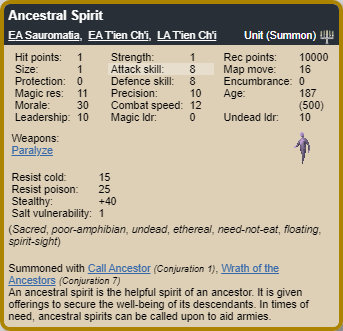 Ancestral Spirit
EA Sauromatia, EA T'ien Ch'i, LA T'ien Ch'i Unit (Summon)
Hit points: 1 Strength: 1 Rec points: 10000
Size: 1 Attack skill: 8 Map move: 16
Protection: 0 Defence skill: 8 Encumbrance: 0
Magic res: 11 Precision: 10 Age: 187
Morale: 30 Combat speed: 12 (500)
Leadership: 10 Magic ldr: 0 Undead ldr: 10
Weapons:
Paralyze
Resist cold: 15
Resist poison: 25
Stealthy: +40
Salt vulnerability: 1
(Sacred, poor-amphibian, undead, ethereal, need-not-eat, floating,
spirit-sight)
Summoned with Call Ancestor (Conjuration 1), Wrath of the
Ancestors (Conjuration 7)
An ancestral spirit is the helpful spirit of an ancestor. It is given
offerings to secure the well-being of its descendants. In times of
need, ancestral spirits can be called upon to aid armies.